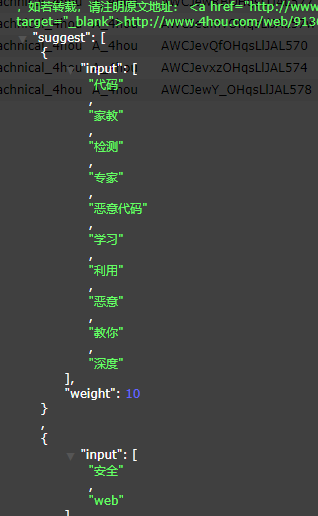 ，如若转载，请注明原文地址： <a href="http://www
target="_blank">http://www.4hou.com/web/9136
"suggest": [
achnical_4hou A_4hou AWCJevQfOHqsLlJAL570
{
"input": [
achnical_4hou A_4hou AWCJevxzOHqsLlJAL574
"代码"
achnical_4hou A_4hou AWCJewY_OHqsLlJAL578
,
"家教"
,
"检测"
,
"专家"
,
"恶意代码"
,
"学习"
,
"利用"
,
"恶意"
,
"教你"
,
"深度"
],
"weight": 10
}
,
{
"input": [
"安全"
,
"web"
]